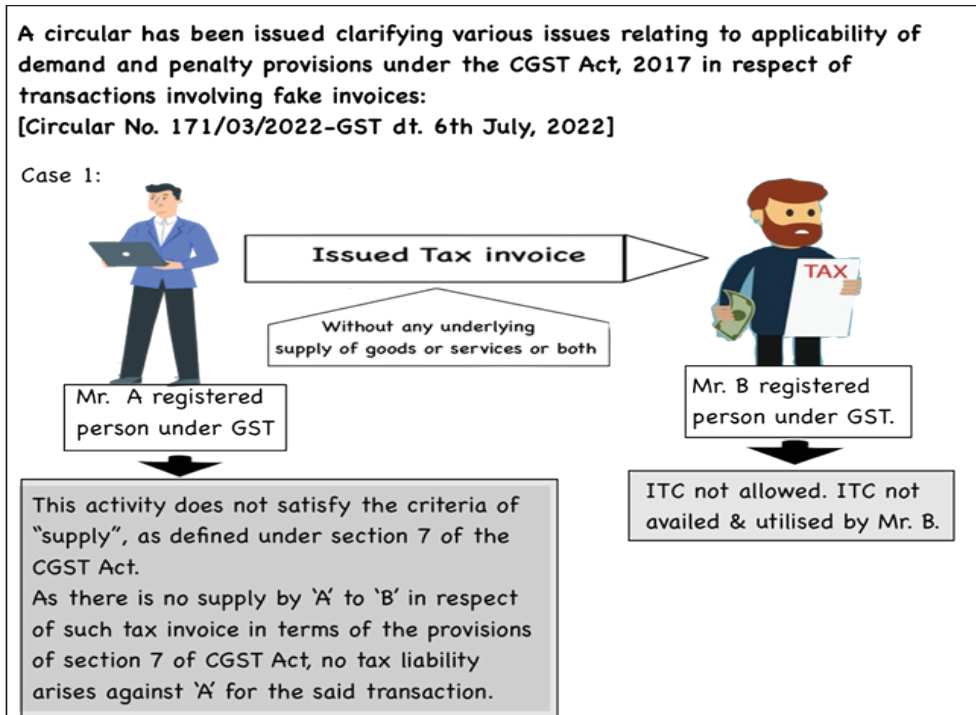 A circular has been issued clarifying various issues relating to applicability of
demand and penalty provisions under the CGST Act, 2017 in respect of
transactions involving fake invoices:
[Circular No. 171/03/2022-GST dt. 6th July, 2022]
Case 1:
Issued Tax invoice
TAX
Without any underlying
supply of goods or services or both
Mr. A registered
person under GST
Mr. B registered
person under GST.
This activity does not satisfy the criteria of
“supply”, as defined under section 7 of the
CGST Act.
As there is no supply by ‘A’ to ‘B’ in respect
of such tax invoice in terms of the provisions
of section 7 of CGST Act, no tax liability
arises against ‘A’ for the said transaction.
ITC not allowed. ITC not
availed & utilised by Mr. B.